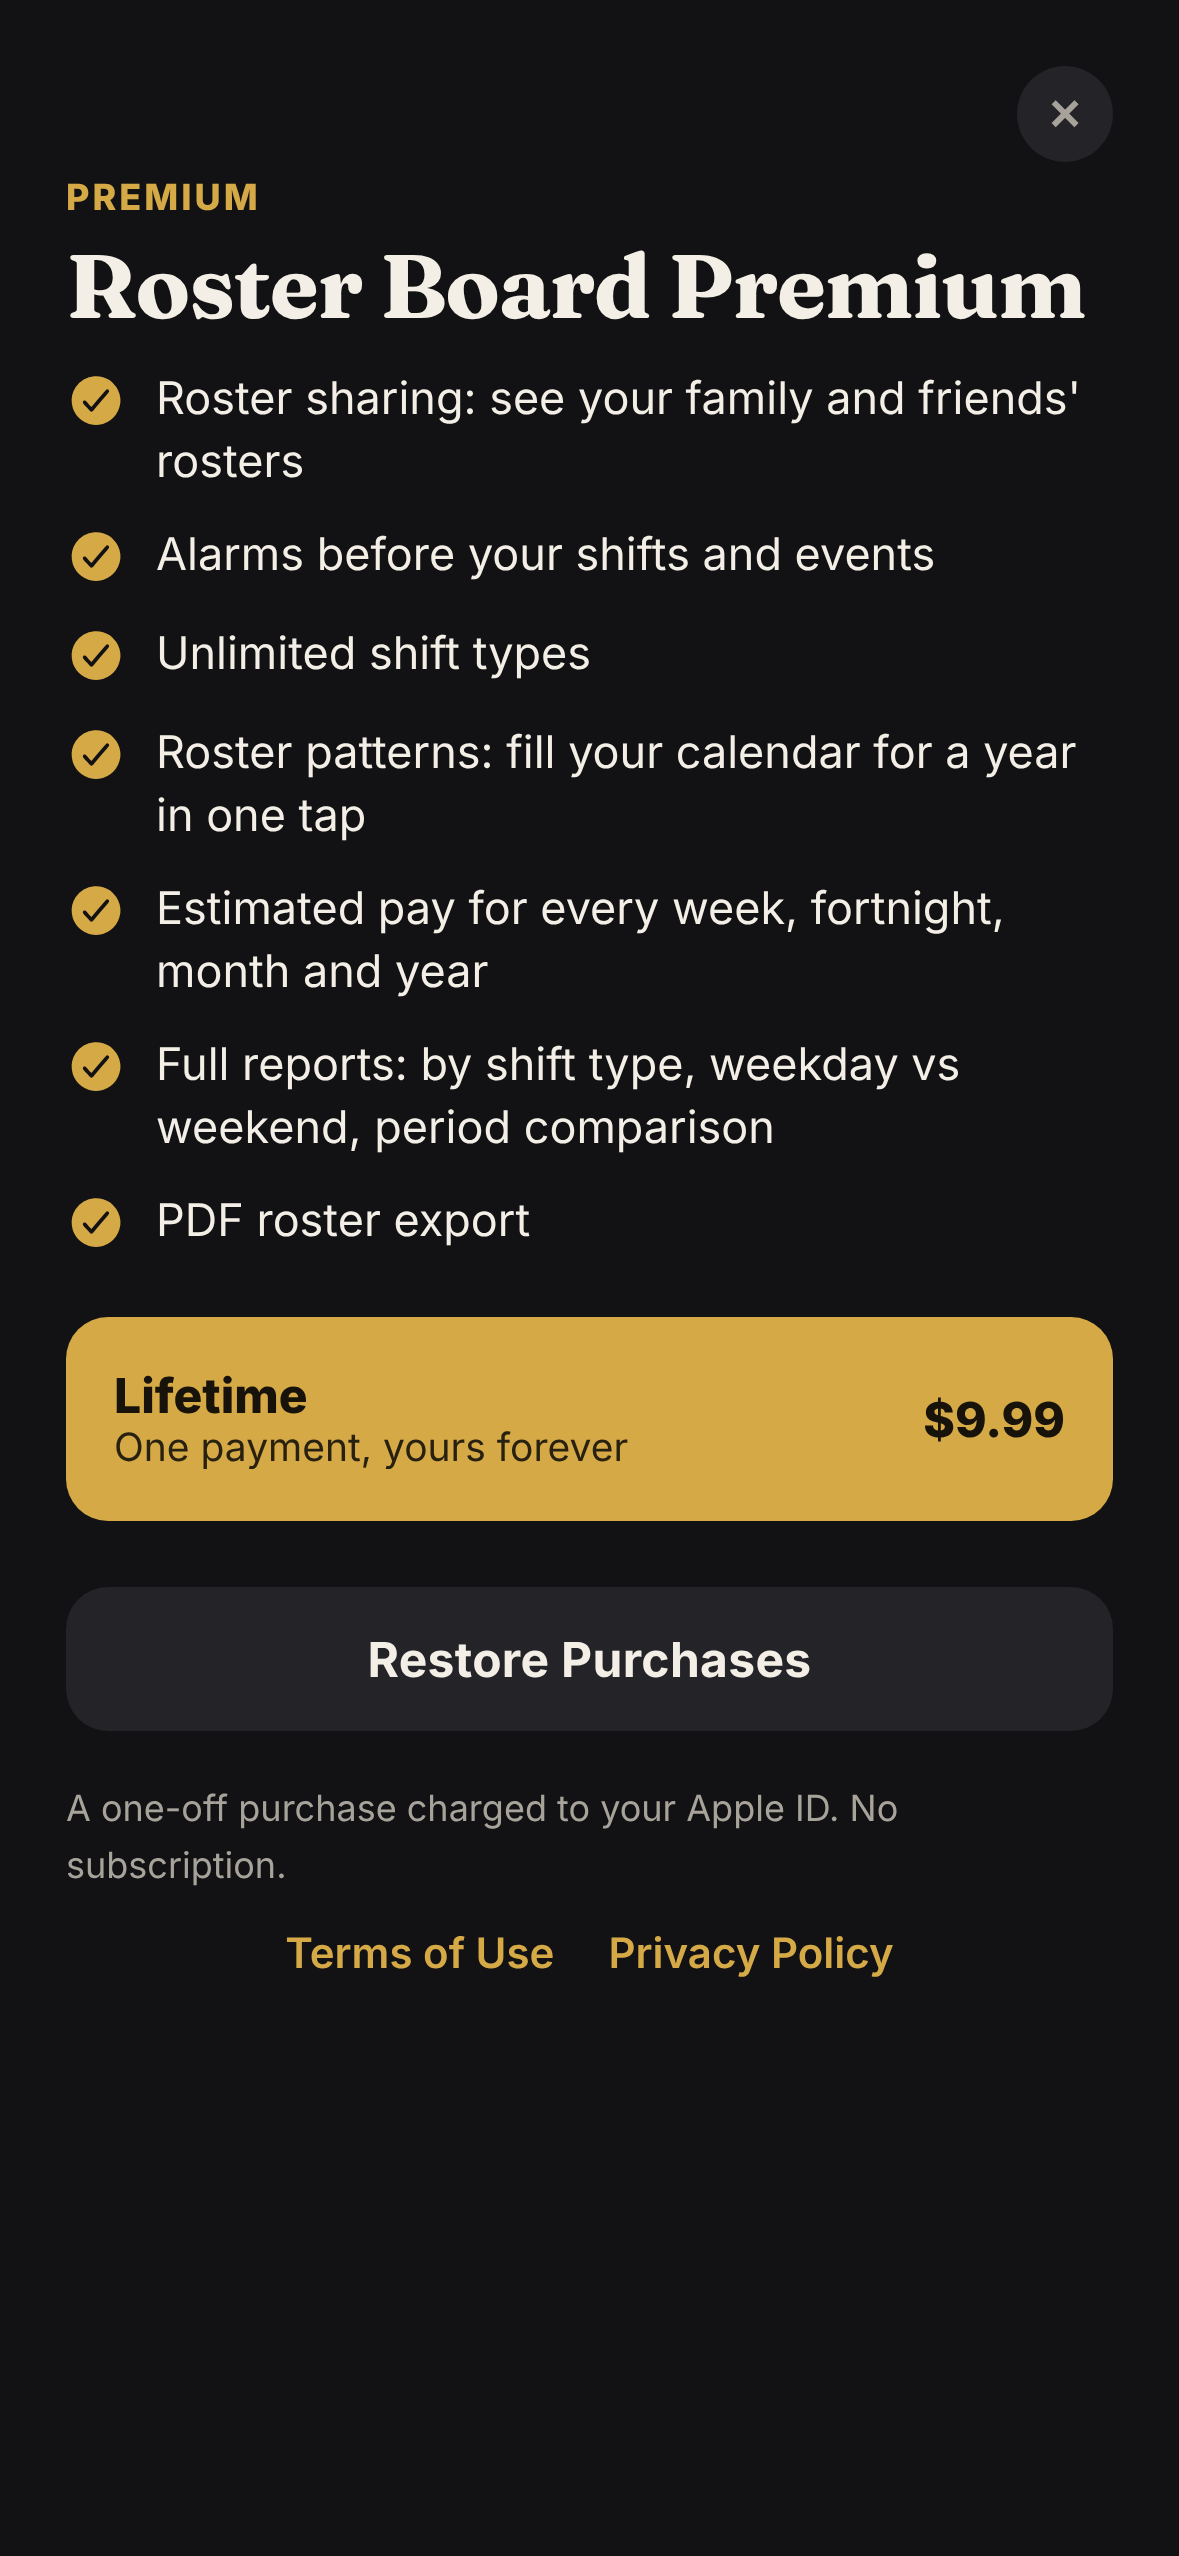 PREMIUM
Roster Board Premium
Roster sharing: see your family and friends'
rosters
Alarms before your shifts and events
Unlimited shift types
Roster patterns: fill your calendar for a year
in one tap
Estimated pay for every week, fortnight,
month and year
Full reports: by shift type, weekday vs
weekend, period comparison
PDF roster export
Lifetime
One payment, yours forever
$9.99
Restore Purchases
A one-off purchase charged to your Apple ID. No
subscription.
Terms of Use Privacy Policy